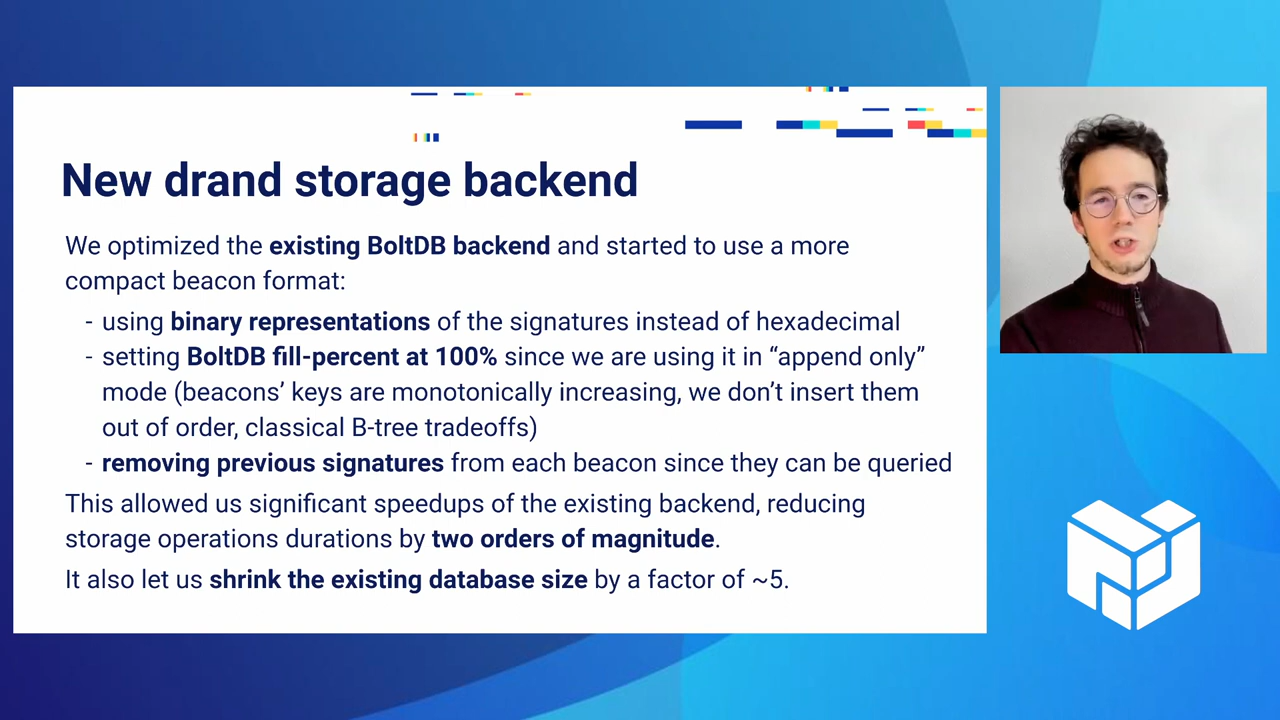 New drand storage backend
We optimized the existing BoltDB backend and started to use a more
compact beacon format:
- using binary representations of the signatures instead of hexadecimal
- setting BoltDB fill-percent at 100% since we are using it in “append only”
mode (beacons’ keys are monotonically increasing, we don’t insert them
out of order, classical B-tree tradeoffs)
- removing previous signatures from each beacon since they can be queried
This allowed us significant speedups of the existing backend, reducing
storage operations durations by two orders of magnitude.
It also let us shrink the existing database size by a factor of ~5.